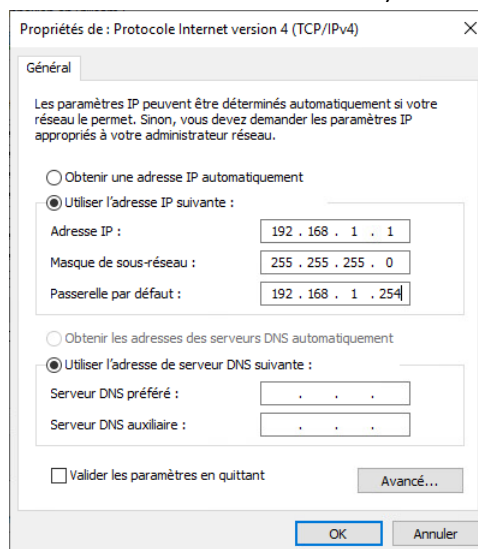 Propriétés de : Protocole Internet version 4 (TCP/IPv4)
Général
Les paramètres IP peuvent être déterminés automatiquement si votre
réseau le permet. Sinon, vous devez demander les paramètres IP
appropriés à votre administrateur réseau.
Obtenir une adresse IP automatiquement
Utiliser l'adresse IP suivante :
Adresse IP : 192 . 168 . 1 . 1
Masque de sous-réseau : 255 . 255 . 255 . 0
Passerelle par défaut : 192 . 168 . 1 . 254
Obtenir les adresses des serveurs DNS automatiquement
Utiliser l'adresse de serveur DNS suivante :
Serveur DNS préféré : . . .
Serveur DNS auxiliaire : . . .
Valider les paramètres en quittant
Avancé...
OK Annuler